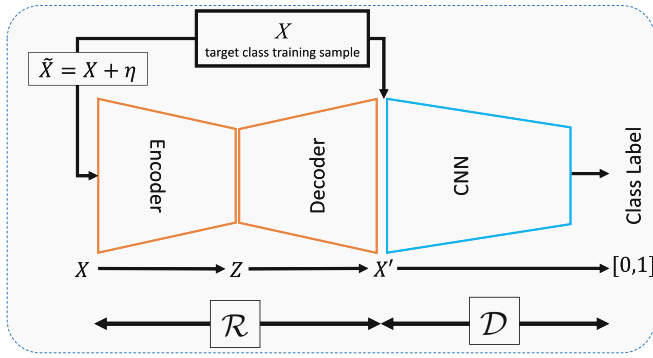 X
target class training sample
X̃ = X + η
Encoder
Decoder
CNN
Class Label
X Z X′ [0,1]
ℛ 𝒟